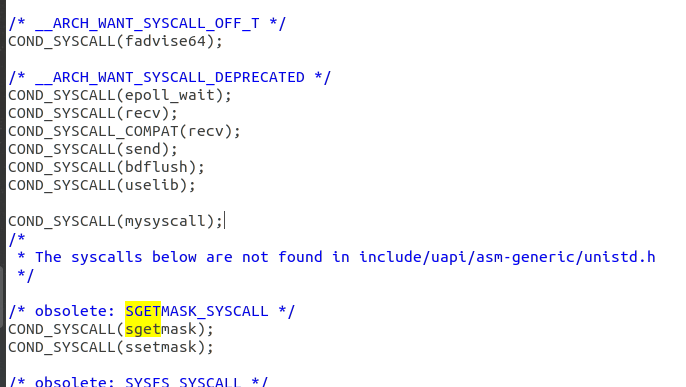 /* __ARCH_WANT_SYSCALL_OFF_T */
COND_SYSCALL(fadvise64);
/* __ARCH_WANT_SYSCALL_DEPRECATED */
COND_SYSCALL(epoll_wait);
COND_SYSCALL(recv);
COND_SYSCALL_COMPAT(recv);
COND_SYSCALL(send);
COND_SYSCALL(bdflush);
COND_SYSCALL(uselib);
COND_SYSCALL(mysyscall);
/*
 * The syscalls below are not found in include/uapi/asm-generic/unistd.h
 */
/* obsolete: SGETMASK_SYSCALL */
COND_SYSCALL(sgetmask);
COND_SYSCALL(ssetmask);
/* obsolete: SYSFS_SYSCALL */